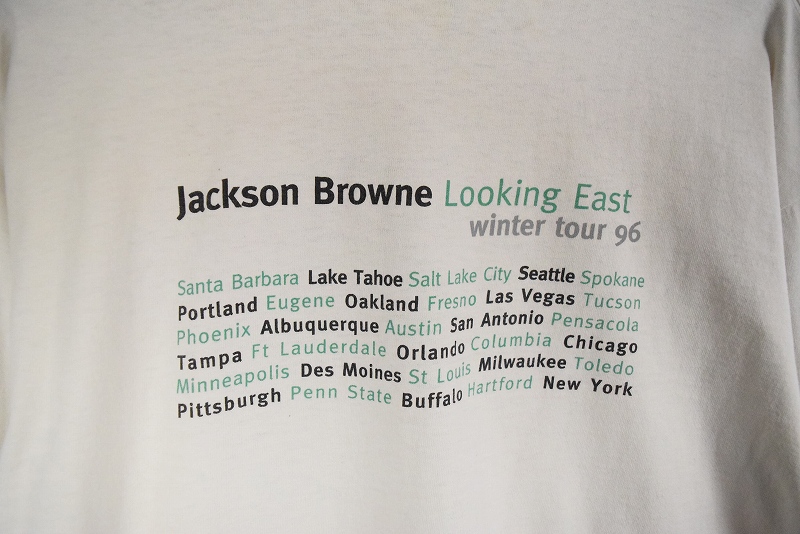 Jackson Browne Looking East
winter tour 96
Santa Barbara Lake Tahoe Salt Lake City Seattle Spokane
Portland Eugene Oakland Fresno Las Vegas Tucson
Phoenix Albuquerque Austin San Antonio Pensacola
Tampa Ft Lauderdale Orlando Columbia Chicago
Minneapolis Des Moines St Louis Milwaukee Toledo
Pittsburgh Penn State Buffalo Hartford New York